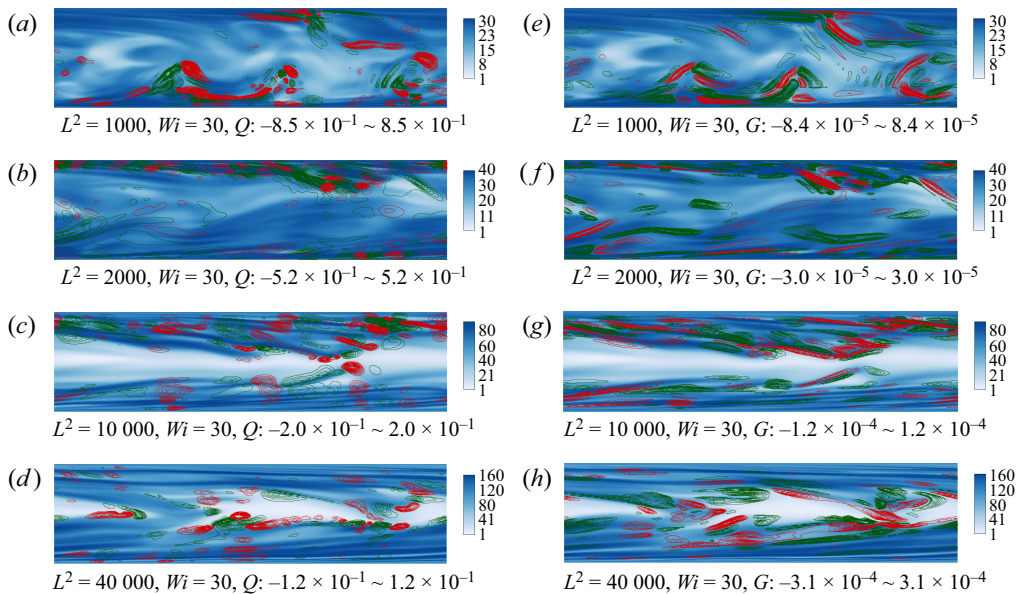 (a)
30
23
15
8
1
L² = 1000, Wi = 30, Q: –8.5 × 10⁻¹ ~ 8.5 × 10⁻¹
(e)
30
23
15
8
1
L² = 1000, Wi = 30, G: –8.4 × 10⁻⁵ ~ 8.4 × 10⁻⁵
(b)
40
30
20
11
1
L² = 2000, Wi = 30, Q: –5.2 × 10⁻¹ ~ 5.2 × 10⁻¹
(f)
40
30
20
11
1
L² = 2000, Wi = 30, G: –3.0 × 10⁻⁵ ~ 3.0 × 10⁻⁵
(c)
80
60
40
21
1
L² = 10 000, Wi = 30, Q: –2.0 × 10⁻¹ ~ 2.0 × 10⁻¹
(g)
80
60
40
21
1
L² = 10 000, Wi = 30, G: –1.2 × 10⁻⁴ ~ 1.2 × 10⁻⁴
(d)
160
120
80
41
1
L² = 40 000, Wi = 30, Q: –1.2 × 10⁻¹ ~ 1.2 × 10⁻¹
(h)
160
120
80
41
1
L² = 40 000, Wi = 30, G: –3.1 × 10⁻⁴ ~ 3.1 × 10⁻⁴